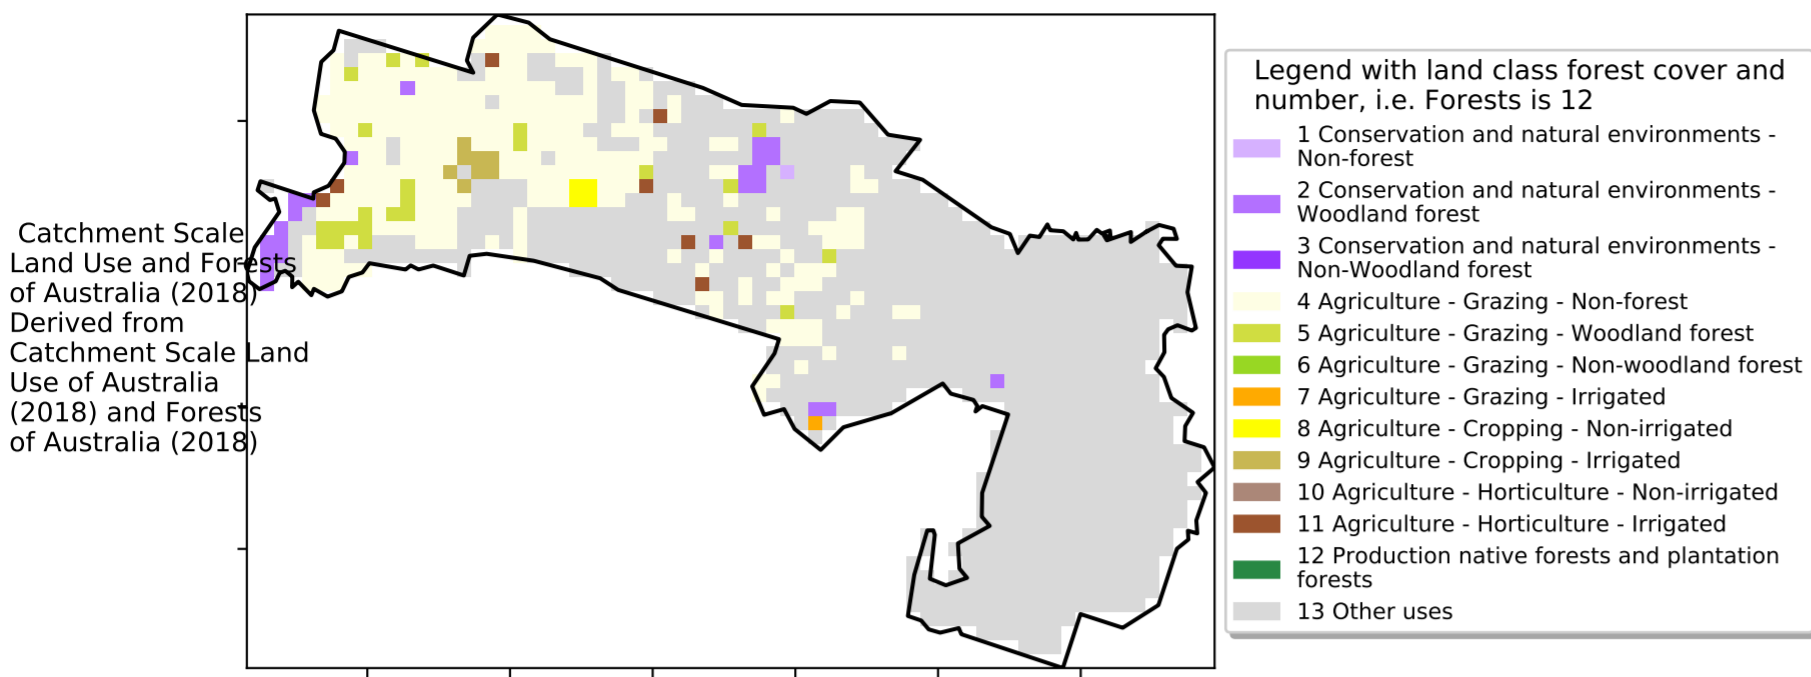 Catchment Scale
Land Use and Forests
of Australia (2018)
Derived from
Catchment Scale Land
Use of Australia
(2018) and Forests
of Australia (2018)
Legend with land class forest cover and
number, i.e. Forests is 12
1 Conservation and natural environments -
Non-forest
2 Conservation and natural environments -
Woodland forest
3 Conservation and natural environments -
Non-Woodland forest
4 Agriculture - Grazing - Non-forest
5 Agriculture - Grazing - Woodland forest
6 Agriculture - Grazing - Non-woodland forest
7 Agriculture - Grazing - Irrigated
8 Agriculture - Cropping - Non-irrigated
9 Agriculture - Cropping - Irrigated
10 Agriculture - Horticulture - Non-irrigated
11 Agriculture - Horticulture - Irrigated
12 Production native forests and plantation
forests
13 Other uses